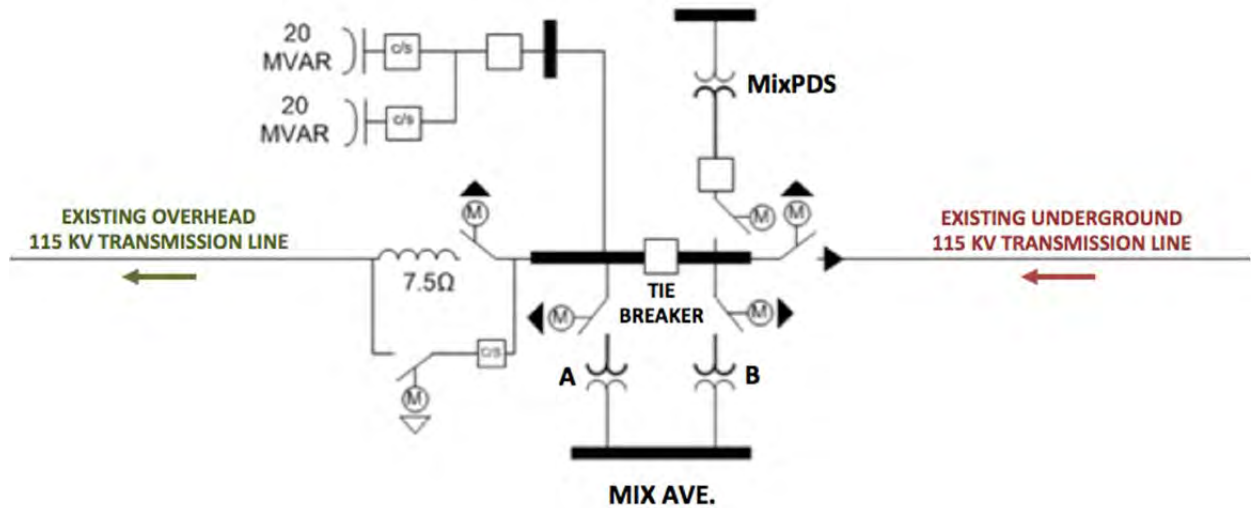 20
MVAR
c/s
20
MVAR
c/s
MixPDS
M
M
M
EXISTING OVERHEAD
115 KV TRANSMISSION LINE
EXISTING UNDERGROUND
115 KV TRANSMISSION LINE
7.5Ω
TIE
BREAKER
M
M
C/S
M
A
B
MIX AVE.